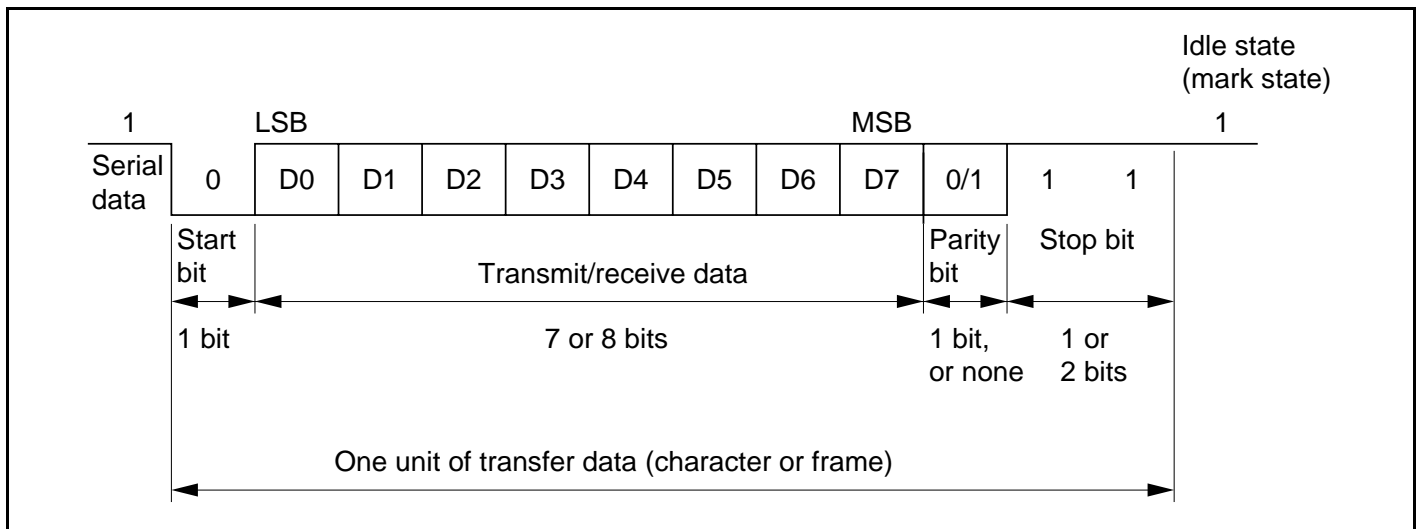 Idle state
(mark state)
1 LSB MSB 1
Serial
data
0 D0 D1 D2 D3 D4 D5 D6 D7 0/1 1 1
Start
bit
Transmit/receive data
Parity
bit
Stop bit
1 bit
7 or 8 bits
1 bit,
or none
1 or
2 bits
One unit of transfer data (character or frame)